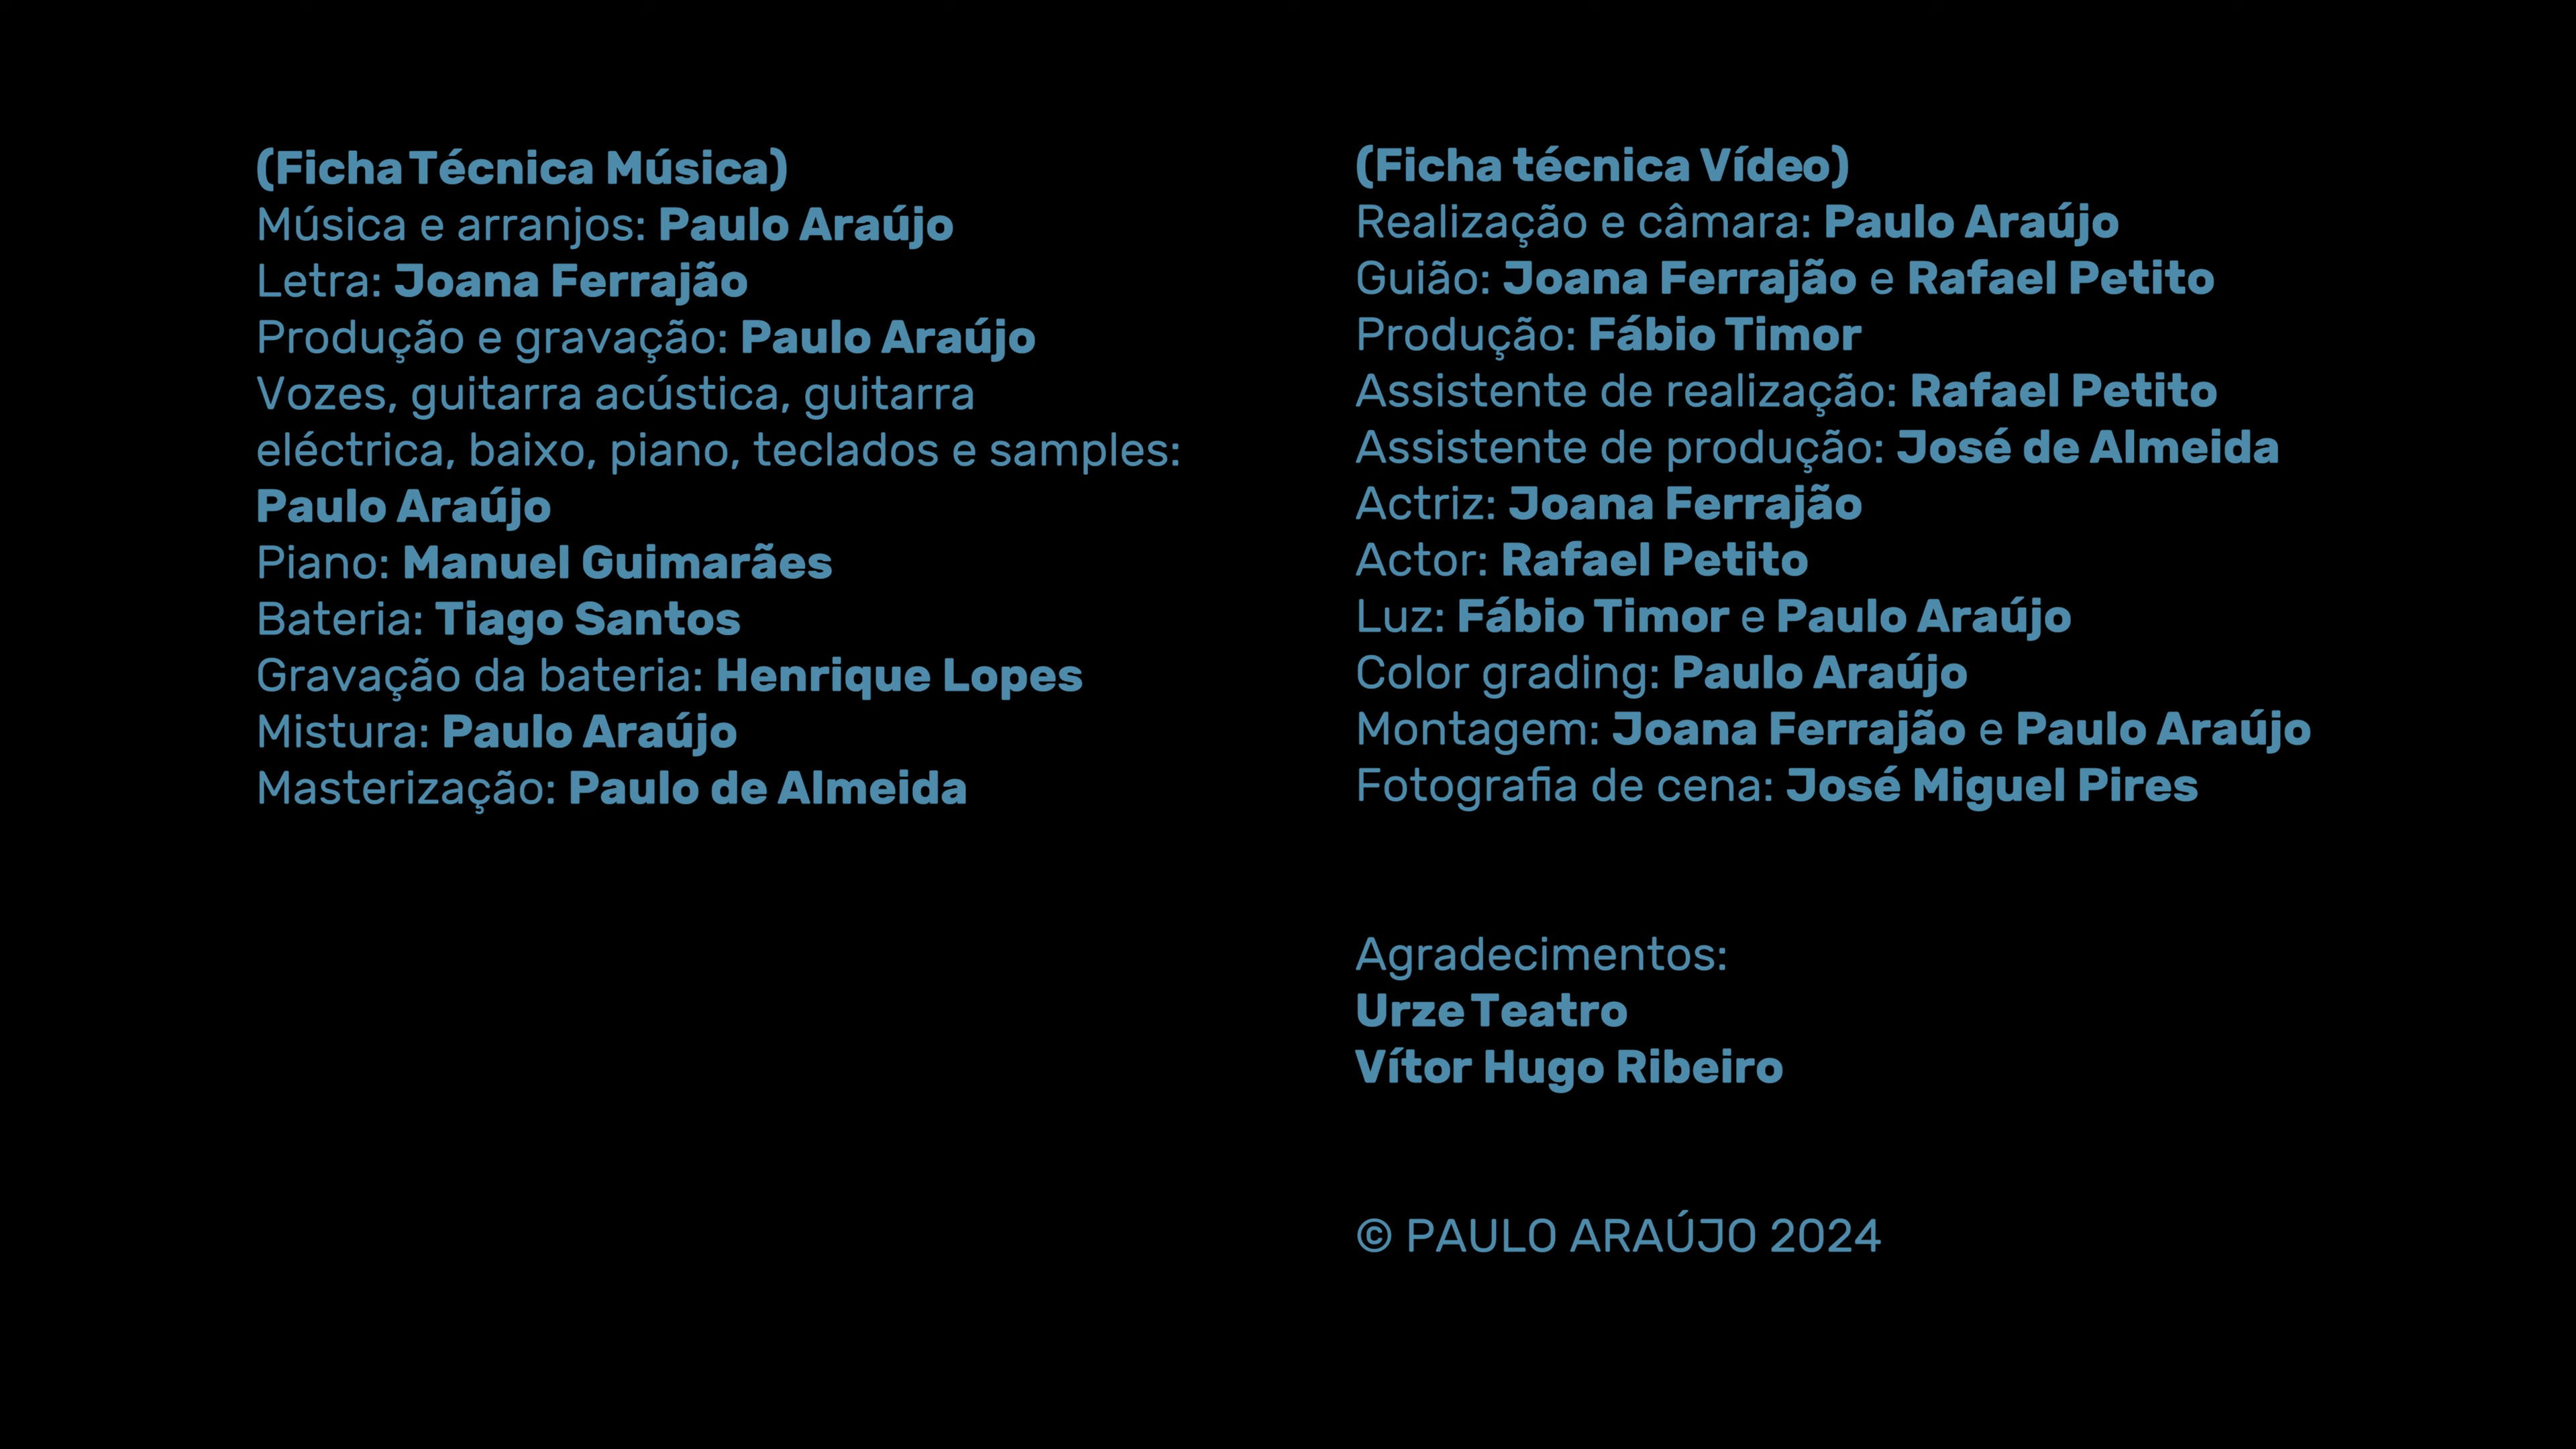 (Ficha Técnica Música)
Música e arranjos: Paulo Araújo
Letra: Joana Ferrajão
Produção e gravação: Paulo Araújo
Vozes, guitarra acústica, guitarra
eléctrica, baixo, piano, teclados e samples:
Paulo Araújo
Piano: Manuel Guimarães
Bateria: Tiago Santos
Gravação da bateria: Henrique Lopes
Mistura: Paulo Araújo
Masterização: Paulo de Almeida
(Ficha técnica Vídeo)
Realização e câmara: Paulo Araújo
Guião: Joana Ferrajão e Rafael Petito
Produção: Fábio Timor
Assistente de realização: Rafael Petito
Assistente de produção: José de Almeida
Actriz: Joana Ferrajão
Actor: Rafael Petito
Luz: Fábio Timor e Paulo Araújo
Color grading: Paulo Araújo
Montagem: Joana Ferrajão e Paulo Araújo
Fotografia de cena: José Miguel Pires
Agradecimentos:
Urze Teatro
Vítor Hugo Ribeiro
© PAULO ARAÚJO 2024